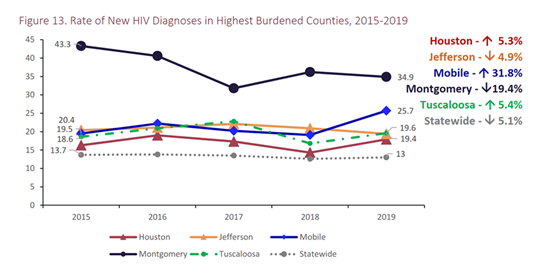 Figure 13. Rate of New HIV Diagnoses in Highest Burdened Counties, 2015-2019
45
40
35
30
25
20
15
10
5
0
43.3
20.4
19.5
18.6
13.7
34.9
25.7
19.6
19.4
13
2015 2016 2017 2018 2019
Houston - ↑ 5.3%
Jefferson - ↓ 4.9%
Mobile - ↑ 31.8%
Montgomery - ↓19.4%
Tuscaloosa - ↑ 5.4%
Statewide - ↓ 5.1%
Houston Jefferson Mobile
Montgomery Tuscaloosa Statewide